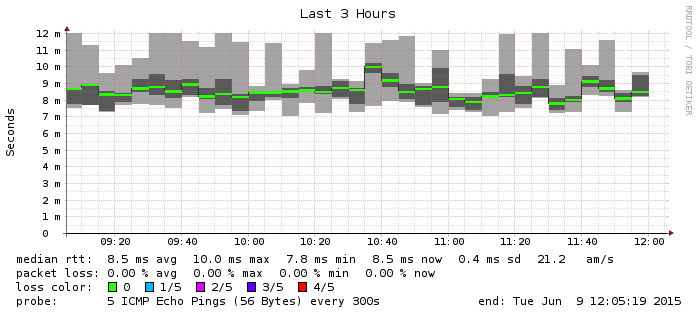 Last 3 Hours
RRDTOOL / TOBI OETIKER
Seconds
12 m
11 m
10 m
9 m
8 m
7 m
6 m
5 m
4 m
3 m
2 m
1 m
0
09:20 09:40 10:00 10:20 10:40 11:00 11:20 11:40 12:00
median rtt: 8.5 ms avg 10.0 ms max 7.8 ms min 8.5 ms now 0.4 ms sd 21.2 am/s
packet loss: 0.00 % avg 0.00 % max 0.00 % min 0.00 % now
loss color: 0 1/5 2/5 3/5 4/5
probe: 5 ICMP Echo Pings (56 Bytes) every 300s end: Tue Jun 9 12:05:19 2015